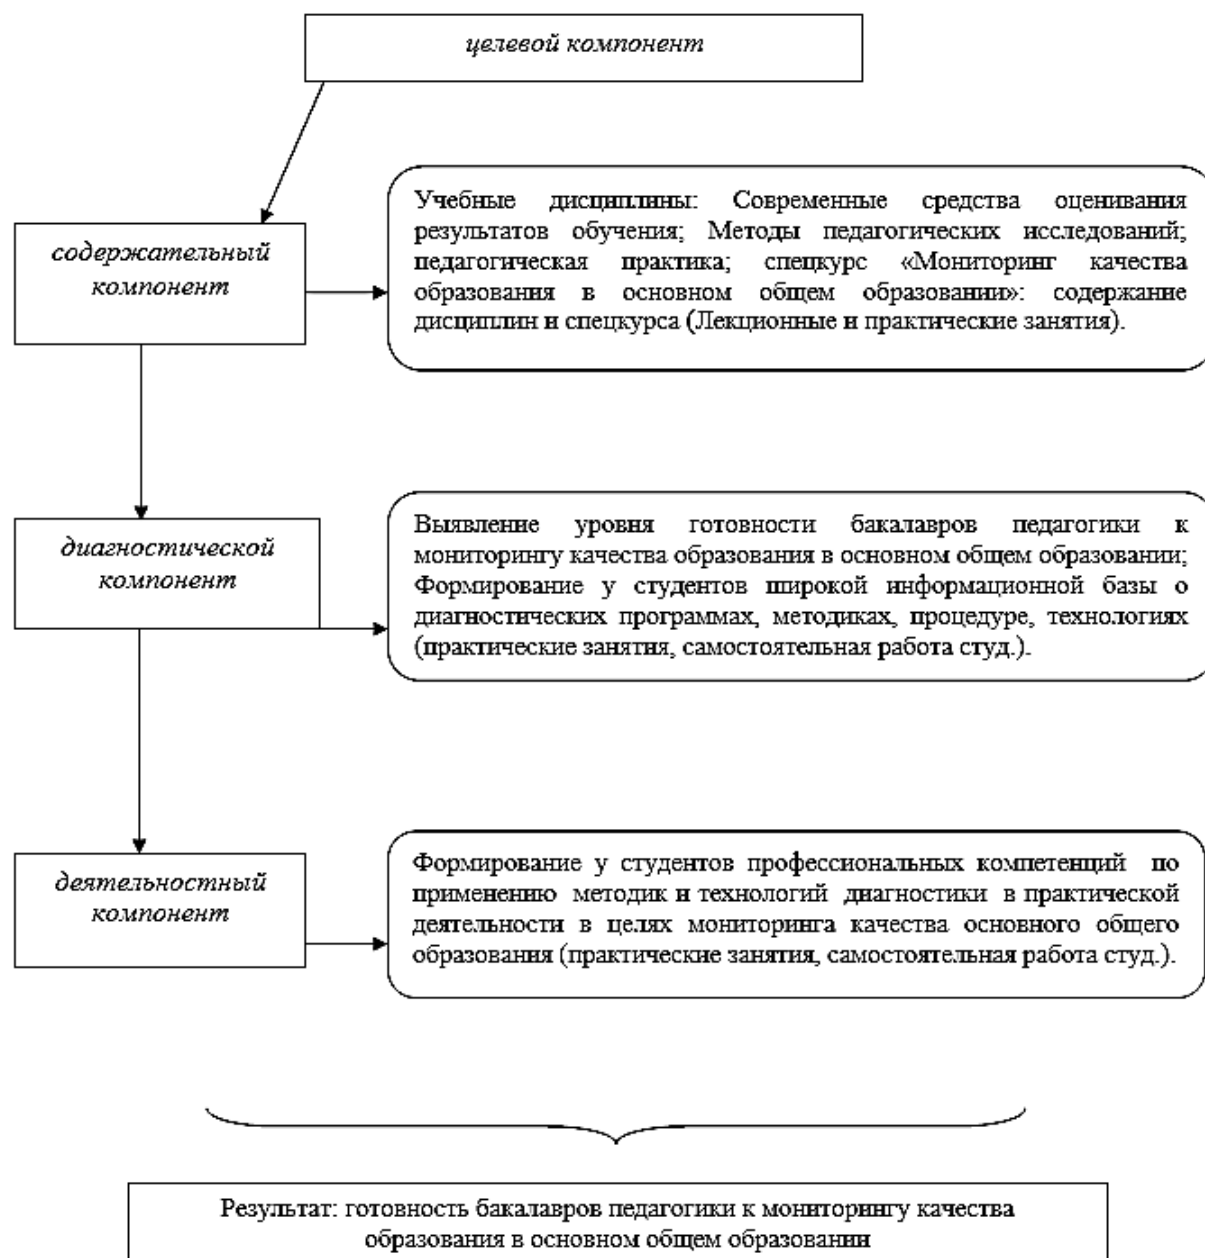 целевой компонент
Учебные дисциплины: Современные средства оценивания
результатов обучения; Методы педагогических исследований;
педагогическая практика; спецкурс «Мониторинг качества
образования в основном общем образовании»: содержание
дисциплин и спецкурса (Лекционные и практические занятия).
содержательный
компонент
Выявление уровня готовности бакалавров педагогики к
мониторингу качества образования в основном общем образовании;
Формирование у студентов широкой информационной базы о
диагностических программах, методиках, процедуре, технологиях
(практические занятия, самостоятельная работа студ.).
диагностической
компонент
Формирование у студентов профессиональных компетенций по
применению методик и технологий диагностики в практической
деятельности в целях мониторинга качества основного общего
образования (практические занятия, самостоятельная работа студ.).
деятельностный
компонент
Результат: готовность бакалавров педагогики к мониторингу качества
образования в основном общем образовании